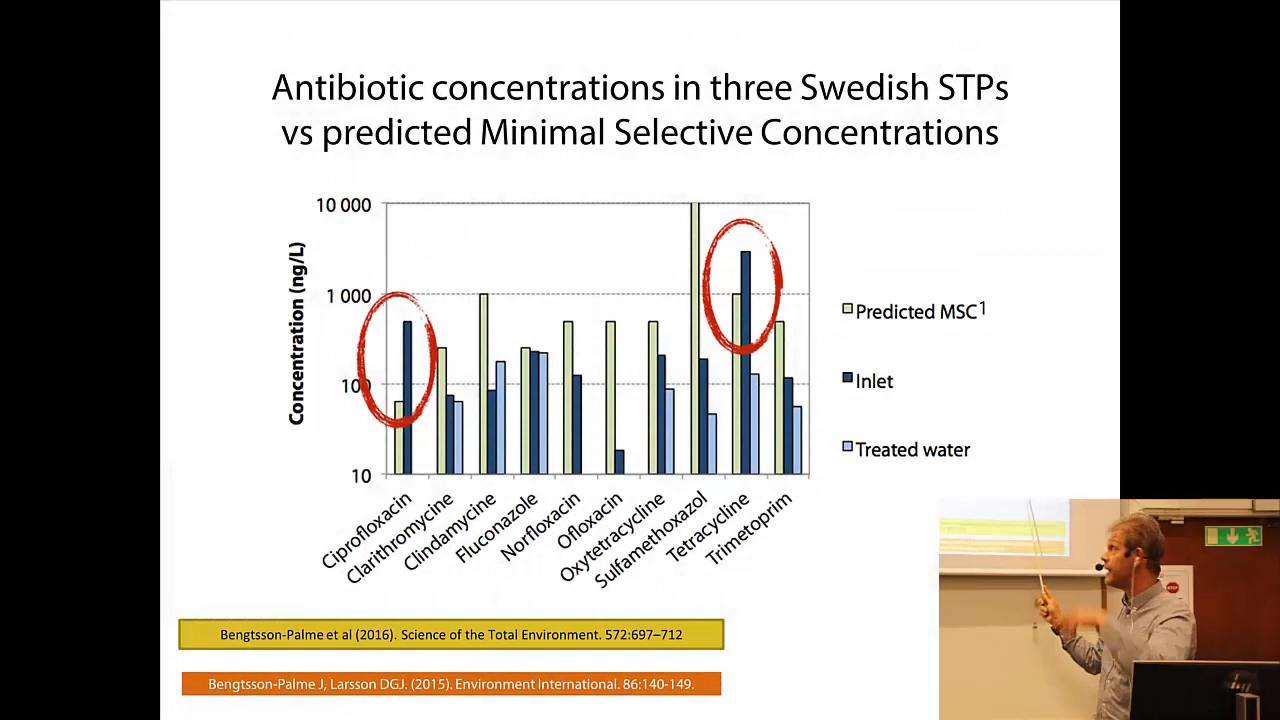 Antibiotic concentrations in three Swedish STPs
vs predicted Minimal Selective Concentrations
Concentration (ng/L)
10 000
1 000
100
10
Ciprofloxacin
Clarithromycine
Clindamycine
Fluconazole
Norfloxacin
Ofloxacin
Oxytetracycline
Sulfamethoxazol
Tetracycline
Trimetoprim
Predicted MSC1
Inlet
Treated water
Bengtsson-Palme et al (2016). Science of the Total Environment. 572:697–712
Bengtsson-Palme J, Larsson DGJ. (2015). Environment International. 86:140-149.
STOP